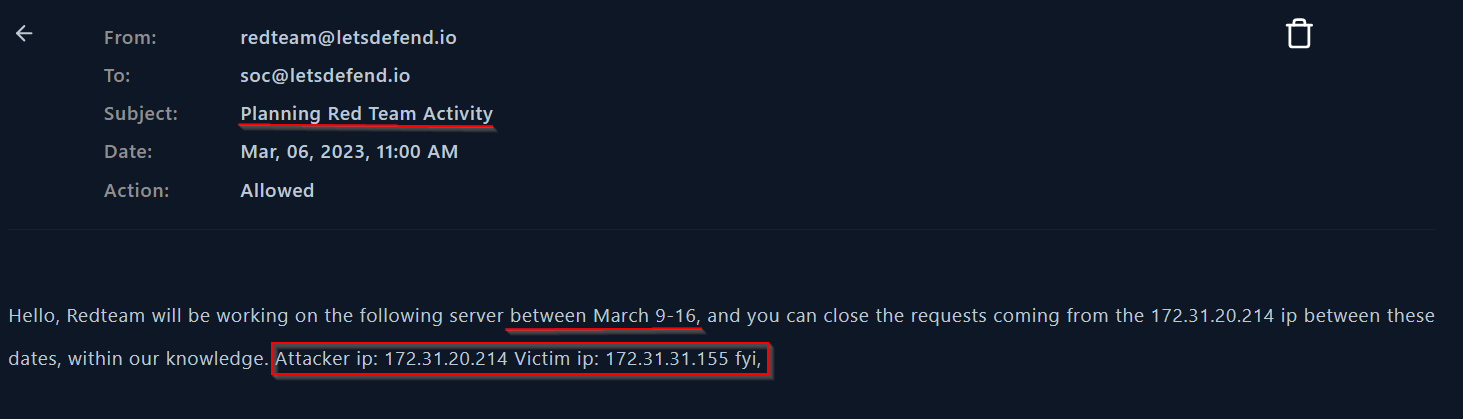 From: redteam@letsdefend.io
To: soc@letsdefend.io
Subject: Planning Red Team Activity
Date: Mar, 06, 2023, 11:00 AM
Action: Allowed
Hello, Redteam will be working on the following server between March 9-16, and you can close the requests coming from the 172.31.20.214 ip between these
dates, within our knowledge. Attacker ip: 172.31.20.214 Victim ip: 172.31.31.155 fyi,